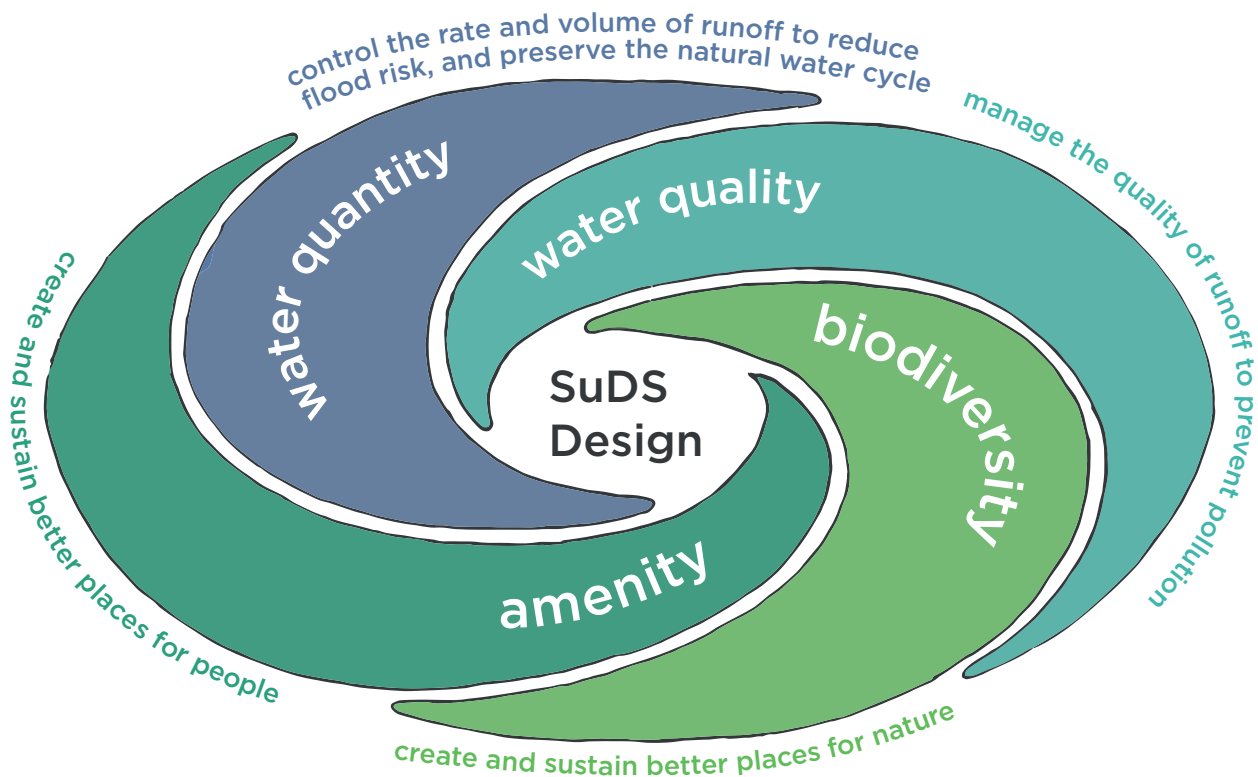 control the rate and volume of runoff to reduce
flood risk, and preserve the natural water cycle
manage the quality of runoff to prevent pollution
water quantity
water quality
biodiversity
SuDS
Design
amenity
create and sustain better places for people
create and sustain better places for nature